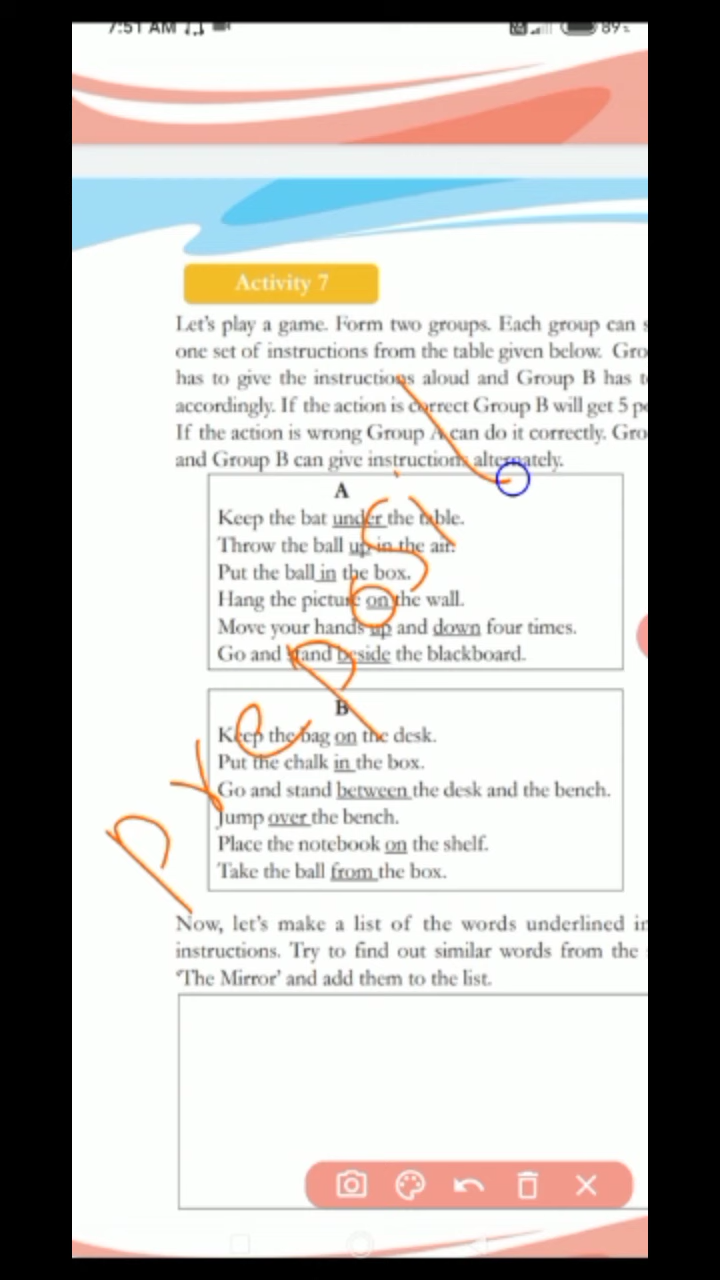 7:51 AM
89
Activity 7
Let's play a game. Form two groups. Each group can s
one set of instructions from the table given below. Gro
has to give the instructions aloud and Group B has t
accordingly. If the action is correct Group B will get 5 p
If the action is wrong Group A can do it correctly. Gro
and Group B can give instructions alternately.
A
Keep the bat under the table.
Throw the ball up in the air.
Put the ball in the box.
Hang the picture on the wall.
Move your hands up and down four times.
Go and stand beside the blackboard.
B
Keep the bag on the desk.
Put the chalk in the box.
Go and stand between the desk and the bench.
Jump over the bench.
Place the notebook on the shelf.
Take the ball from the box.
Now, let's make a list of the words underlined in
instructions. Try to find out similar words from the
'The Mirror' and add them to the list.
preposit